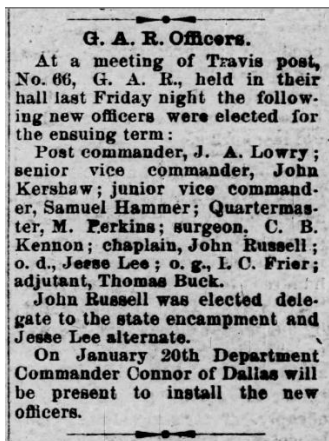 G. A. R. Officers.
At a meeting of Travis post,
No. 66, G. A. R., held in their
hall last Friday night the follow-
ing new officers were elected for
the ensuing term:
Post commander, J. A. Lowry;
senior vice commander, John
Kershaw; junior vice command-
er, Samuel Hammer; Quartermas-
ter, M. Perkins; surgeon. C. B.
Kennon; chaplain, John Russell;
o. d., Jesse Lee; o. g., I. C. Frier;
adjutant, Thomas Buck.
John Russell was elected dele-
gate to the state encampment and
Jesse Lee alternate.
On January 20th Department
Commander Connor of Dallas will
be present to install the new
officers.